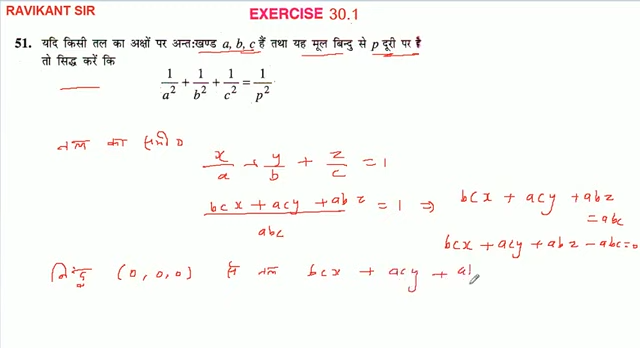 RAVIKANT SIR
EXERCISE 30.1
51. यदि किसी तल का अक्षों पर अन्तःखण्ड a, b, c हैं तथा यह मूल बिन्दु से p दूरी पर है
तो सिद्ध करें कि
1/a² + 1/b² + 1/c² = 1/p²
तल का समी०
x/a + y/b + z/c = 1
(bcx + acy + abz)/abc = 1 ⇒ bcx + acy + abz = abc
bcx + acy + abz - abc = 0
बिन्दु (0, 0, 0) से तल bcx + acy + ab